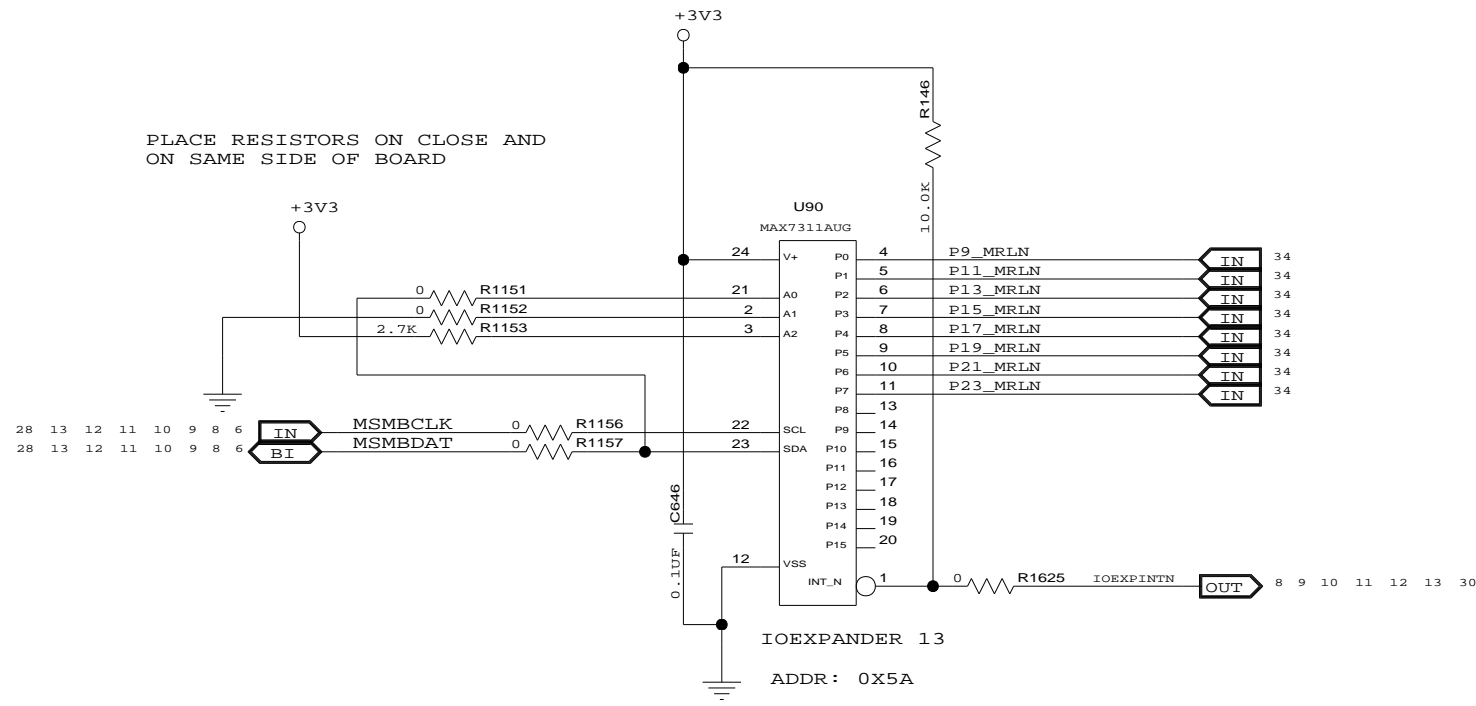 +3V3
R146
10.0K
PLACE RESISTORS ON CLOSE AND
ON SAME SIDE OF BOARD
+3V3
U90
MAX7311AUG
24 V+ P0 4 P9_MRLN IN 34
P1 5 P11_MRLN IN 34
0 R1151 21 A0 P2 6 P13_MRLN IN 34
0 R1152 2 A1 P3 7 P15_MRLN IN 34
2.7K R1153 3 A2 P4 8 P17_MRLN IN 34
P5 9 P19_MRLN IN 34
P6 10 P21_MRLN IN 34
P7 11 P23_MRLN IN 34
P8 13
28 13 12 11 10 9 8 6 IN MSMBCLK 0 R1156 22 SCL P9 14
28 13 12 11 10 9 8 6 BI MSMBDAT 0 R1157 23 SDA P10 15
P11 16
P12 17
P13 18
P14 19
P15 20
C646
0.1UF
12 VSS
INT_N 1 0 R1625 IOEXPINTN OUT 8 9 10 11 12 13 30
IOEXPANDER 13
ADDR: 0X5A